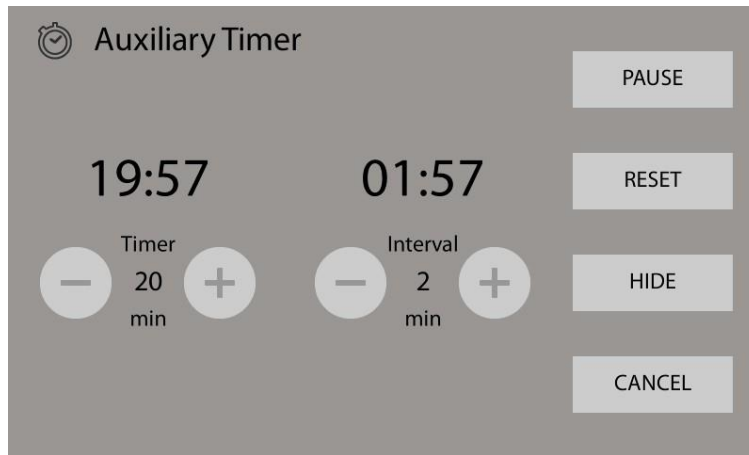 Auxiliary Timer
PAUSE
19:57
01:57
RESET
Timer
20
min
Interval
2
min
HIDE
CANCEL